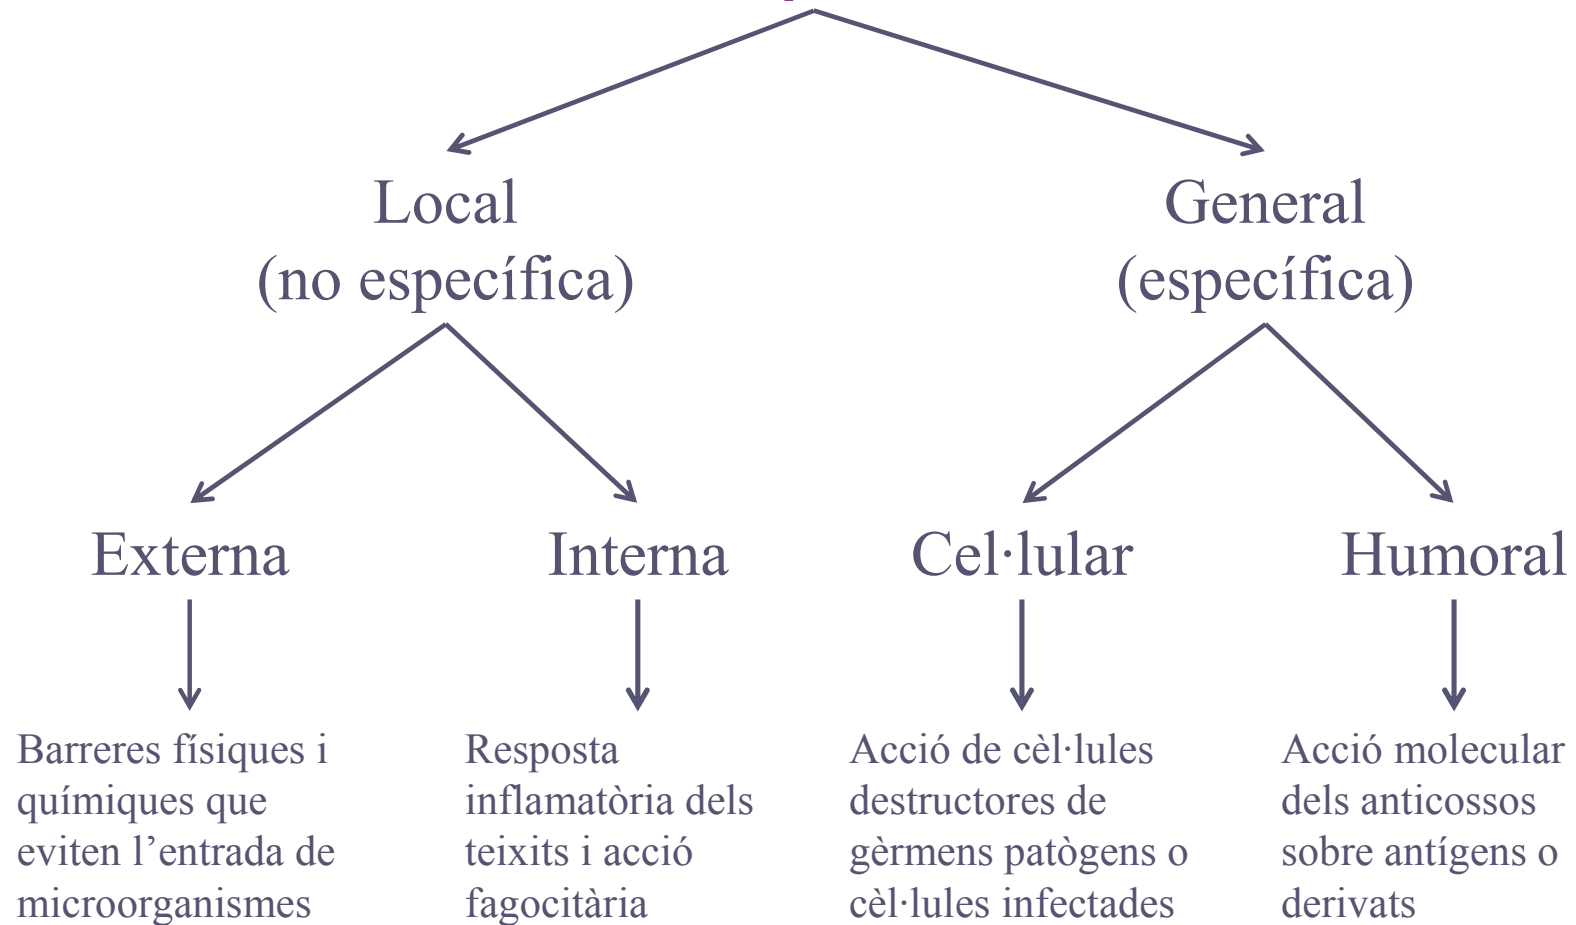 Local
(no específica)
General
(específica)
Externa
Interna
Cel·lular
Humoral
Barreres físiques i
químiques que
eviten l’entrada de
microorganismes
Resposta
inflamatòria dels
teixits i acció
fagocitària
Acció de cèl·lules
destructores de
gèrmens patògens o
cèl·lules infectades
Acció molecular
dels anticossos
sobre antígens o
derivats